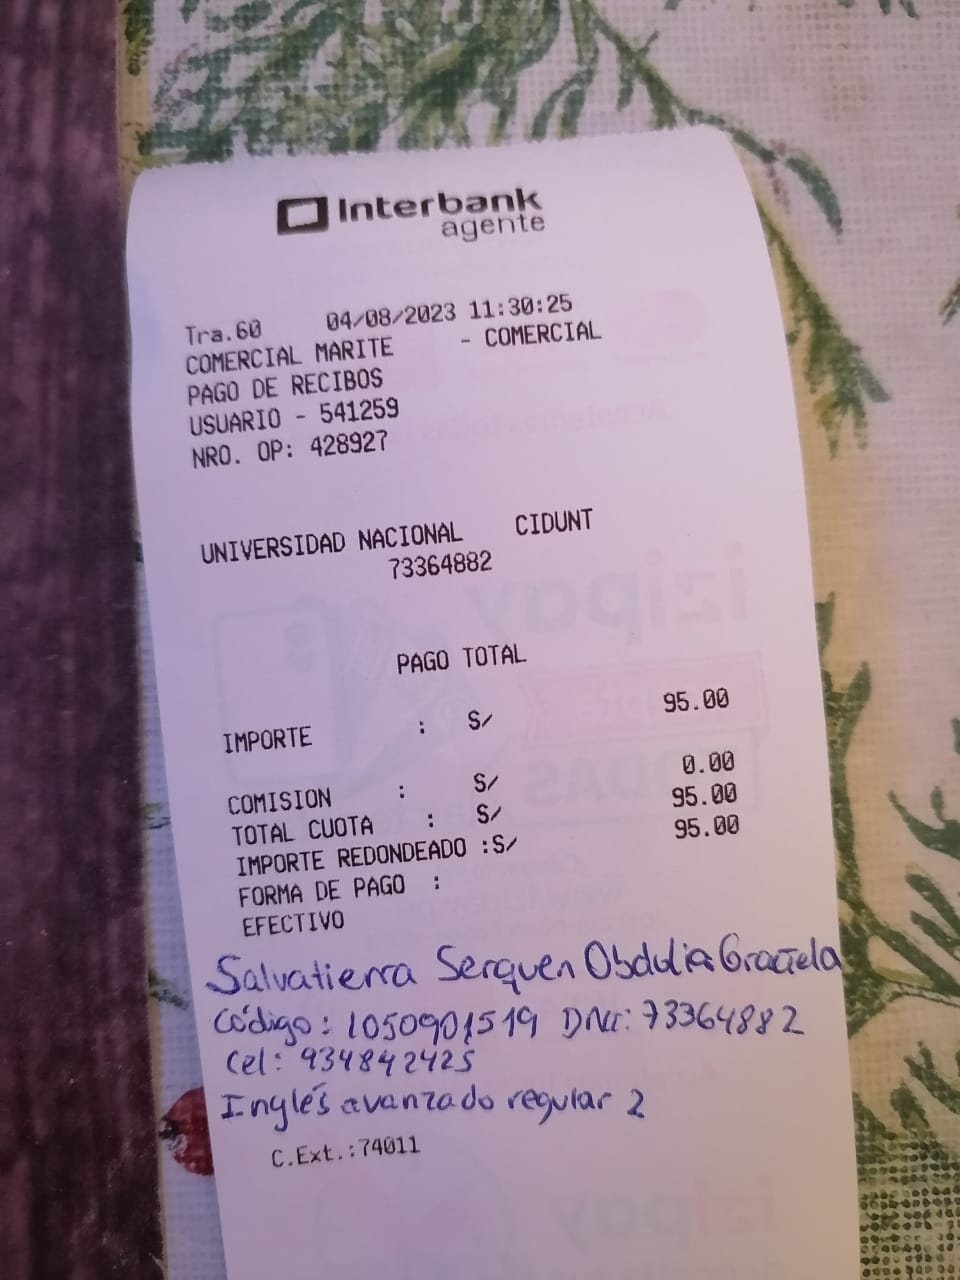 Interbank
agente
Tra.60 04/08/2023 11:30:25
COMERCIAL MARITE - COMERCIAL
PAGO DE RECIBOS
USUARIO - 541259
NRO. OP: 428927
UNIVERSIDAD NACIONAL CIDUNT
73364882
PAGO TOTAL
IMPORTE : S/ 95.00
COMISION : S/ 0.00
TOTAL CUOTA : S/ 95.00
IMPORTE REDONDEADO :S/ 95.00
FORMA DE PAGO :
EFECTIVO
Salvatierra Serquen Obdulia Graciela
Código: 1050901519 DNI: 73364882
Cel: 934842425
Inglés avanzado regular 2
C.Ext.:74011
izipay
izipay